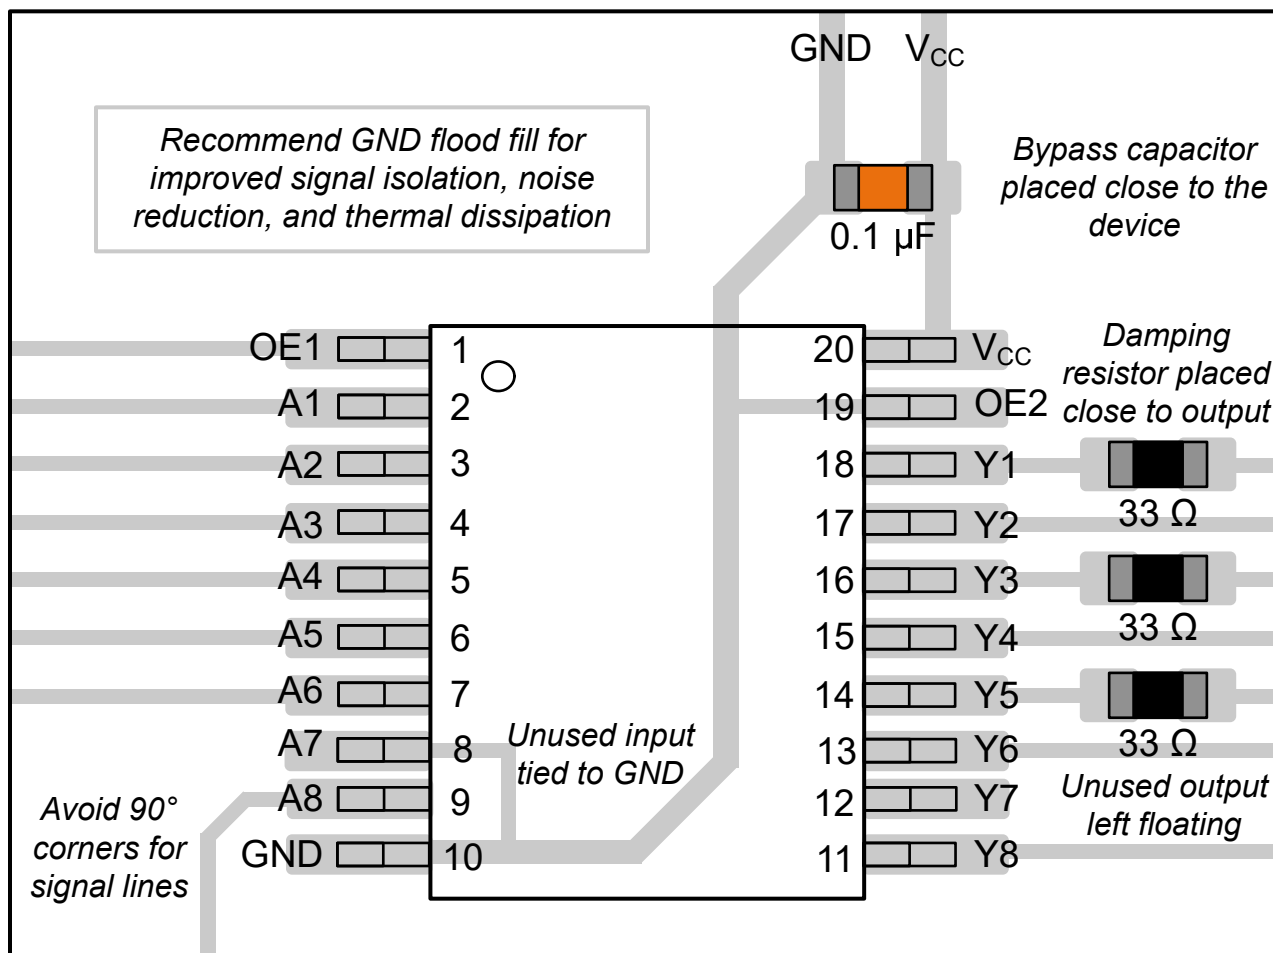 GND VCC
Recommend GND flood fill for
improved signal isolation, noise
reduction, and thermal dissipation
Bypass capacitor
placed close to the
device
0.1 µF
OE1 1
A1 2
A2 3
A3 4
A4 5
A5 6
A6 7
A7 8
A8 9
GND 10
Unused input
tied to GND
Avoid 90°
corners for
signal lines
20 VCC
19 OE2
18 Y1
17 Y2
16 Y3
15 Y4
14 Y5
13 Y6
12 Y7
11 Y8
Damping
resistor placed
close to output
33 Ω
33 Ω
33 Ω
Unused output
left floating